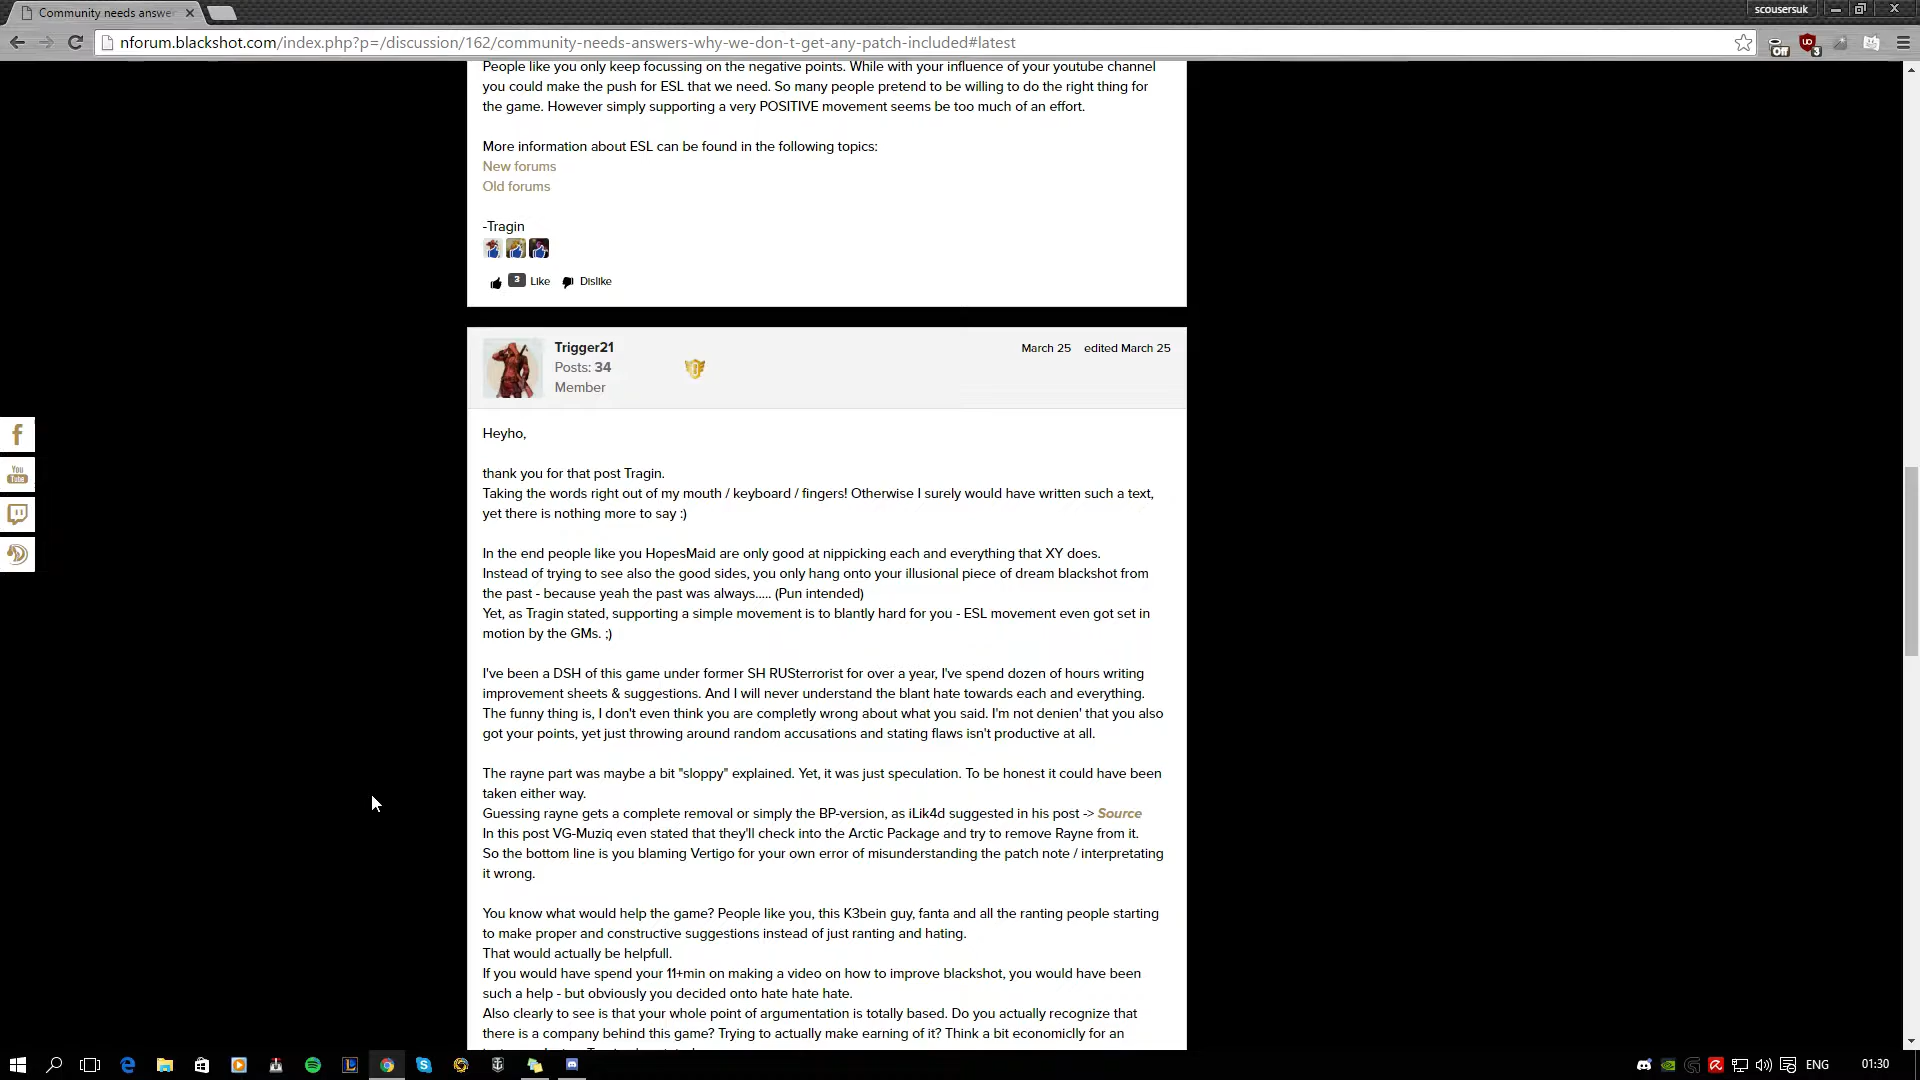 Community needs answe
scousersuk
nforum.blackshot.com/index.php?p=/discussion/162/community-needs-answers-why-we-don-t-get-any-patch-included#latest
Off
3
People like you only keep focussing on the negative points. While with your influence of your youtube channel
you could make the push for ESL that we need. So many people pretend to be willing to do the right thing for
the game. However simply supporting a very POSITIVE movement seems be too much of an effort.
More information about ESL can be found in the following topics:
New forums
Old forums
-Tragin
3 Like Dislike
Trigger21
March 25 edited March 25
Posts: 34
Member
Heyho,
thank you for that post Tragin.
Taking the words right out of my mouth / keyboard / fingers! Otherwise I surely would have written such a text,
yet there is nothing more to say :)
In the end people like you HopesMaid are only good at nippicking each and everything that XY does.
Instead of trying to see also the good sides, you only hang onto your illusional piece of dream blackshot from
the past - because yeah the past was always..... (Pun intended)
Yet, as Tragin stated, supporting a simple movement is to blantly hard for you - ESL movement even got set in
motion by the GMs. ;)
I've been a DSH of this game under former SH RUSterrorist for over a year, I've spend dozen of hours writing
improvement sheets & suggestions. And I will never understand the blant hate towards each and everything.
The funny thing is, I don't even think you are completly wrong about what you said. I'm not denien' that you also
got your points, yet just throwing around random accusations and stating flaws isn't productive at all.
The rayne part was maybe a bit "sloppy" explained. Yet, it was just speculation. To be honest it could have been
taken either way.
Guessing rayne gets a complete removal or simply the BP-version, as iLik4d suggested in his post -> Source
In this post VG-Muziq even stated that they'll check into the Arctic Package and try to remove Rayne from it.
So the bottom line is you blaming Vertigo for your own error of misunderstanding the patch note / interpretating
it wrong.
You know what would help the game? People like you, this K3bein guy, fanta and all the ranting people starting
to make proper and constructive suggestions instead of just ranting and hating.
That would actually be helpfull.
If you would have spend your 11+min on making a video on how to improve blackshot, you would have been
such a help - but obviously you decided onto hate hate hate.
Also clearly to see is that your whole point of argumentation is totally based. Do you actually recognize that
there is a company behind this game? Trying to actually make earning of it? Think a bit economiclly for an
You
Tube
ENG
01:30